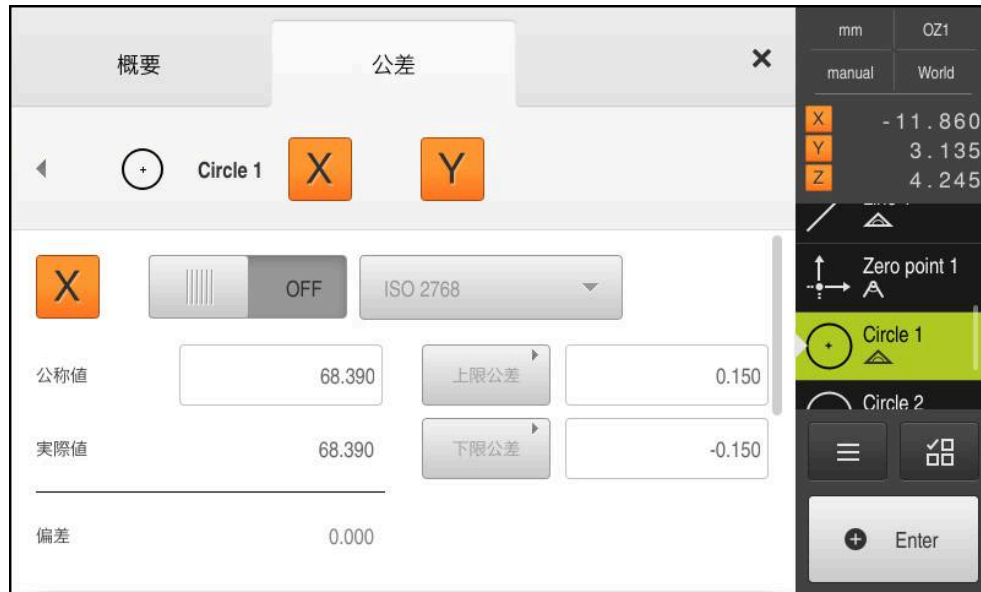 概要 公差 ×
Circle 1 X Y
X OFF ISO 2768
公称値 68.390 上限公差 0.150
実際値 68.390 下限公差 -0.150
偏差 0.000
mm OZ1
manual World
X -11.860
Y 3.135
Z 4.245
Zero point 1
Circle 1
Circle 2
Enter